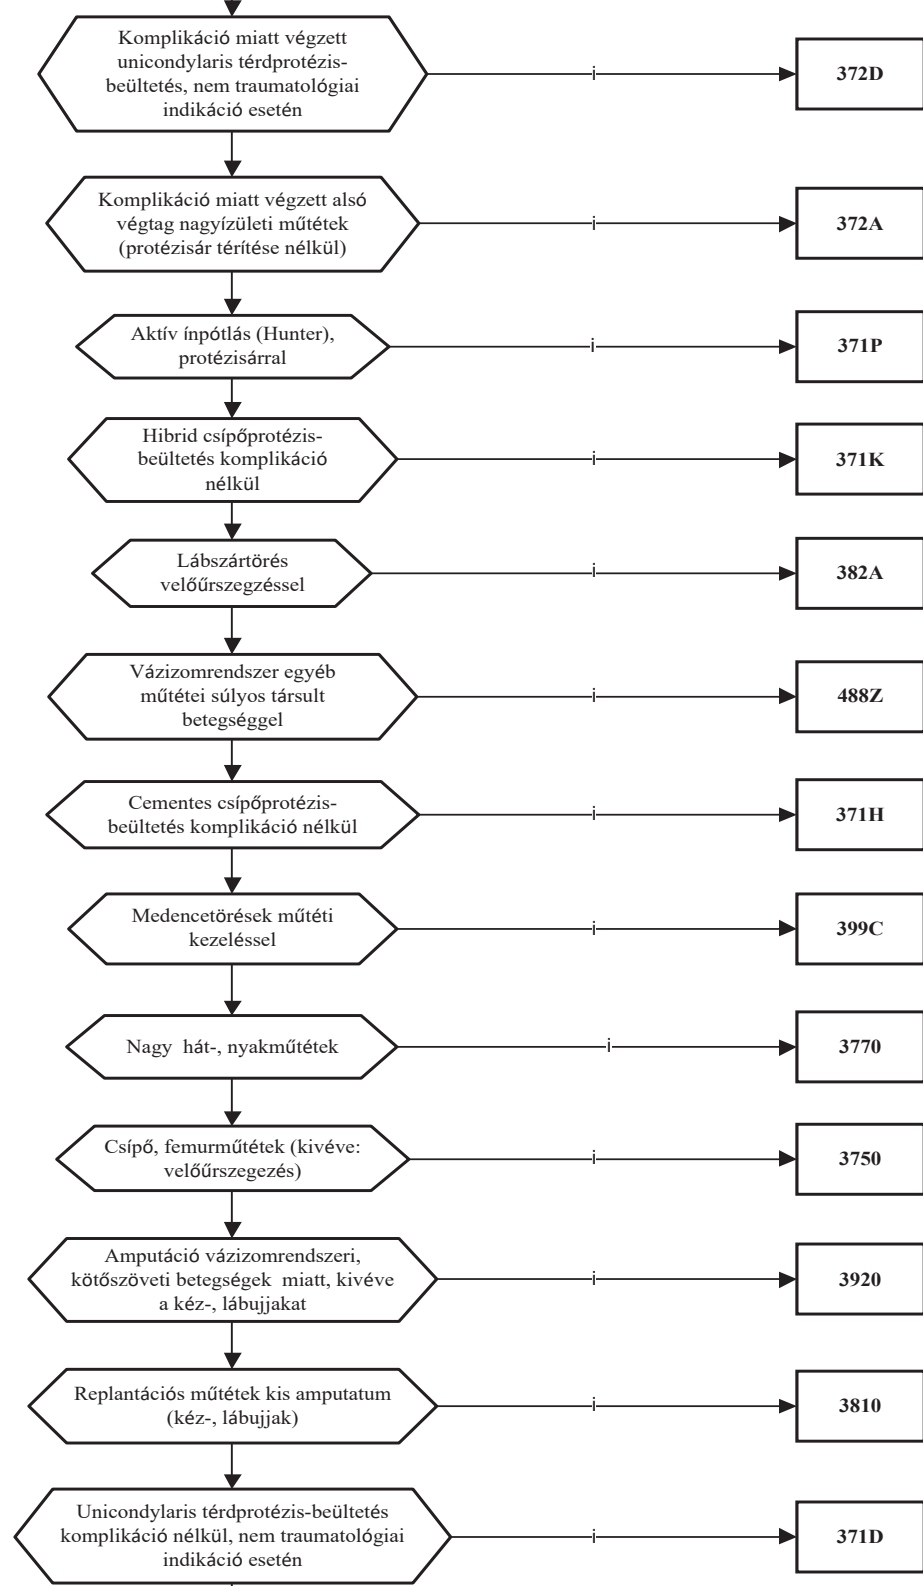 Komplikáció miatt végzett
unicondylaris térdprotézis-
beültetés, nem traumatológiai
indikáció esetén
i
372D
Komplikáció miatt végzett alsó
végtag nagyízületi műtétek
(protézisár térítése nélkül)
i
372A
Aktív ínpótlás (Hunter),
protézisárral
i
371P
Hibrid csípőprotézis-
beültetés komplikáció
nélkül
i
371K
Lábszártörés
velőűrszegzéssel
i
382A
Vázizomrendszer egyéb
műtétei súlyos társult
betegséggel
i
488Z
Cementes csípőprotézis-
beültetés komplikáció nélkül
i
371H
Medencetörések műtéti
kezeléssel
i
399C
Nagy hát-, nyakműtétek
i
3770
Csípő, femurműtétek (kivéve:
velőűrszegezés)
i
3750
Amputáció vázizomrendszeri,
kötőszöveti betegségek miatt, kivéve
a kéz-, lábujjakat
i
3920
Replantációs műtétek kis amputatum
(kéz-, lábujjak)
i
3810
Unicondylaris térdprotézis-beültetés
komplikáció nélkül, nem traumatológiai
indikáció esetén
i
371D